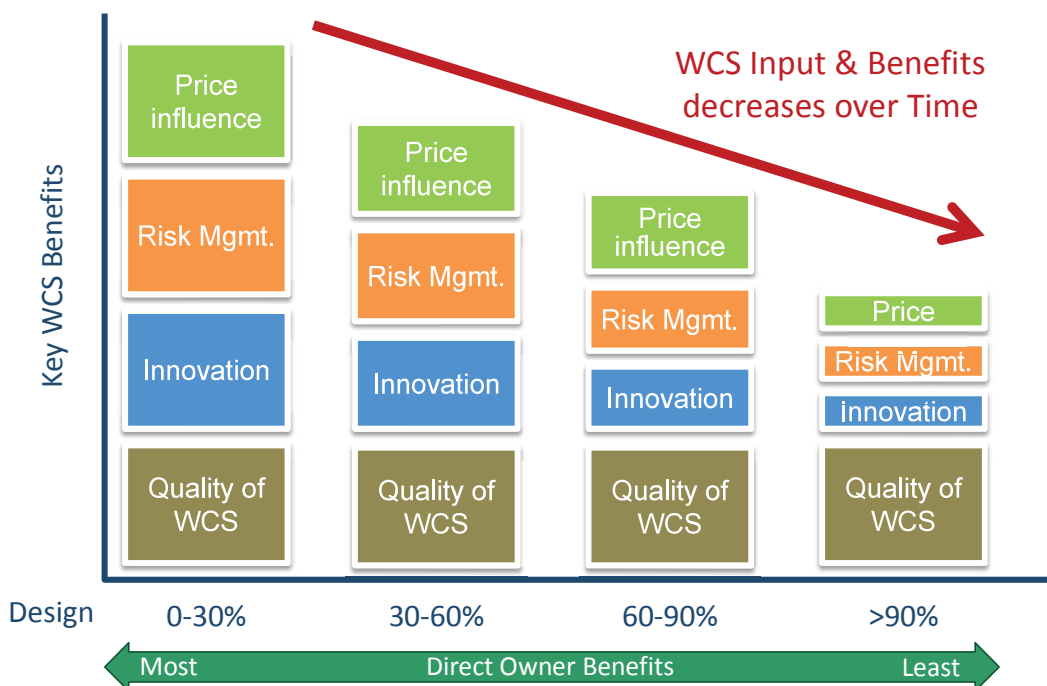 WCS Input & Benefits
decreases over Time
Key WCS Benefits
Price
influence
Risk Mgmt.
Innovation
Quality of
WCS
Price
influence
Risk Mgmt.
Innovation
Quality of
WCS
Price
influence
Risk Mgmt.
Innovation
Quality of
WCS
Price
Risk Mgmt.
Innovation
Quality of
WCS
Design 0-30% 30-60% 60-90% >90%
Most Direct Owner Benefits Least